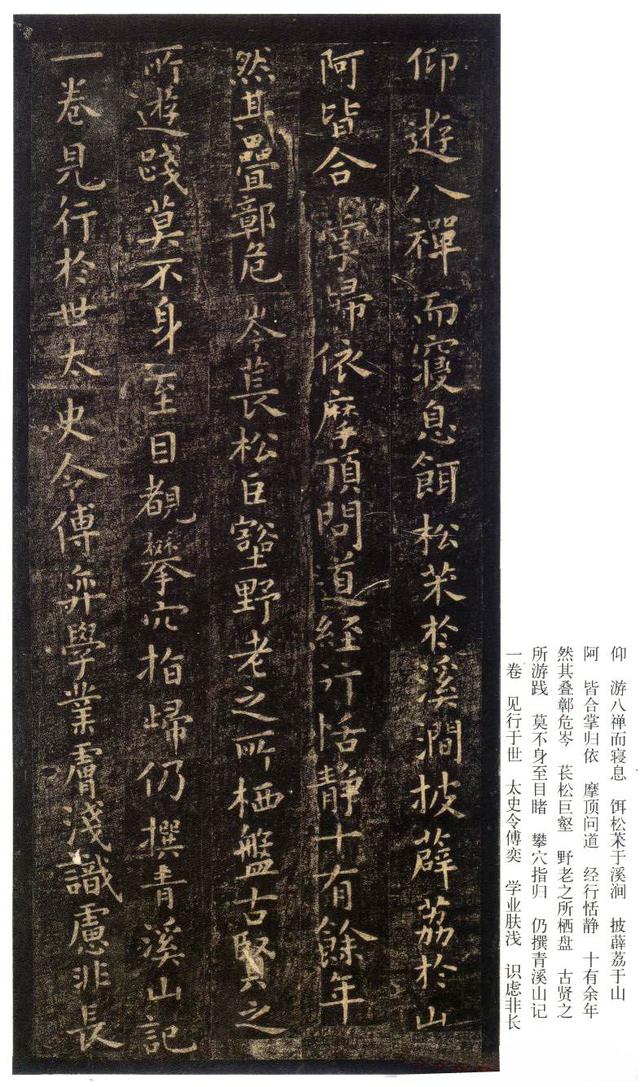 仰遊八禪而寢息餌松朮於溪澗披薜荔於山
阿皆合掌歸依摩頂問道經行恬靜十有餘年
然其疊鄣危岑萇松巨壑野老之所栖盤古賢之
所遊踐莫不身至目覩攀穴指歸仍撰青溪山記
一卷見行於世太史令傅弈學業膚淺識慮非長
仰 游八禅而寝息 饵松苿于溪涧 披薜荔于山
阿 皆合掌归依 摩顶问道 经行恬静 十有余年
然其叠鄣危岑 苌松巨壑 野老之所栖盘 古贤之
所游践 莫不身至目睹 攀穴指归 仍撰青溪山记
一卷 见行于世 太史令傅奕 学业肤浅 识虑非长